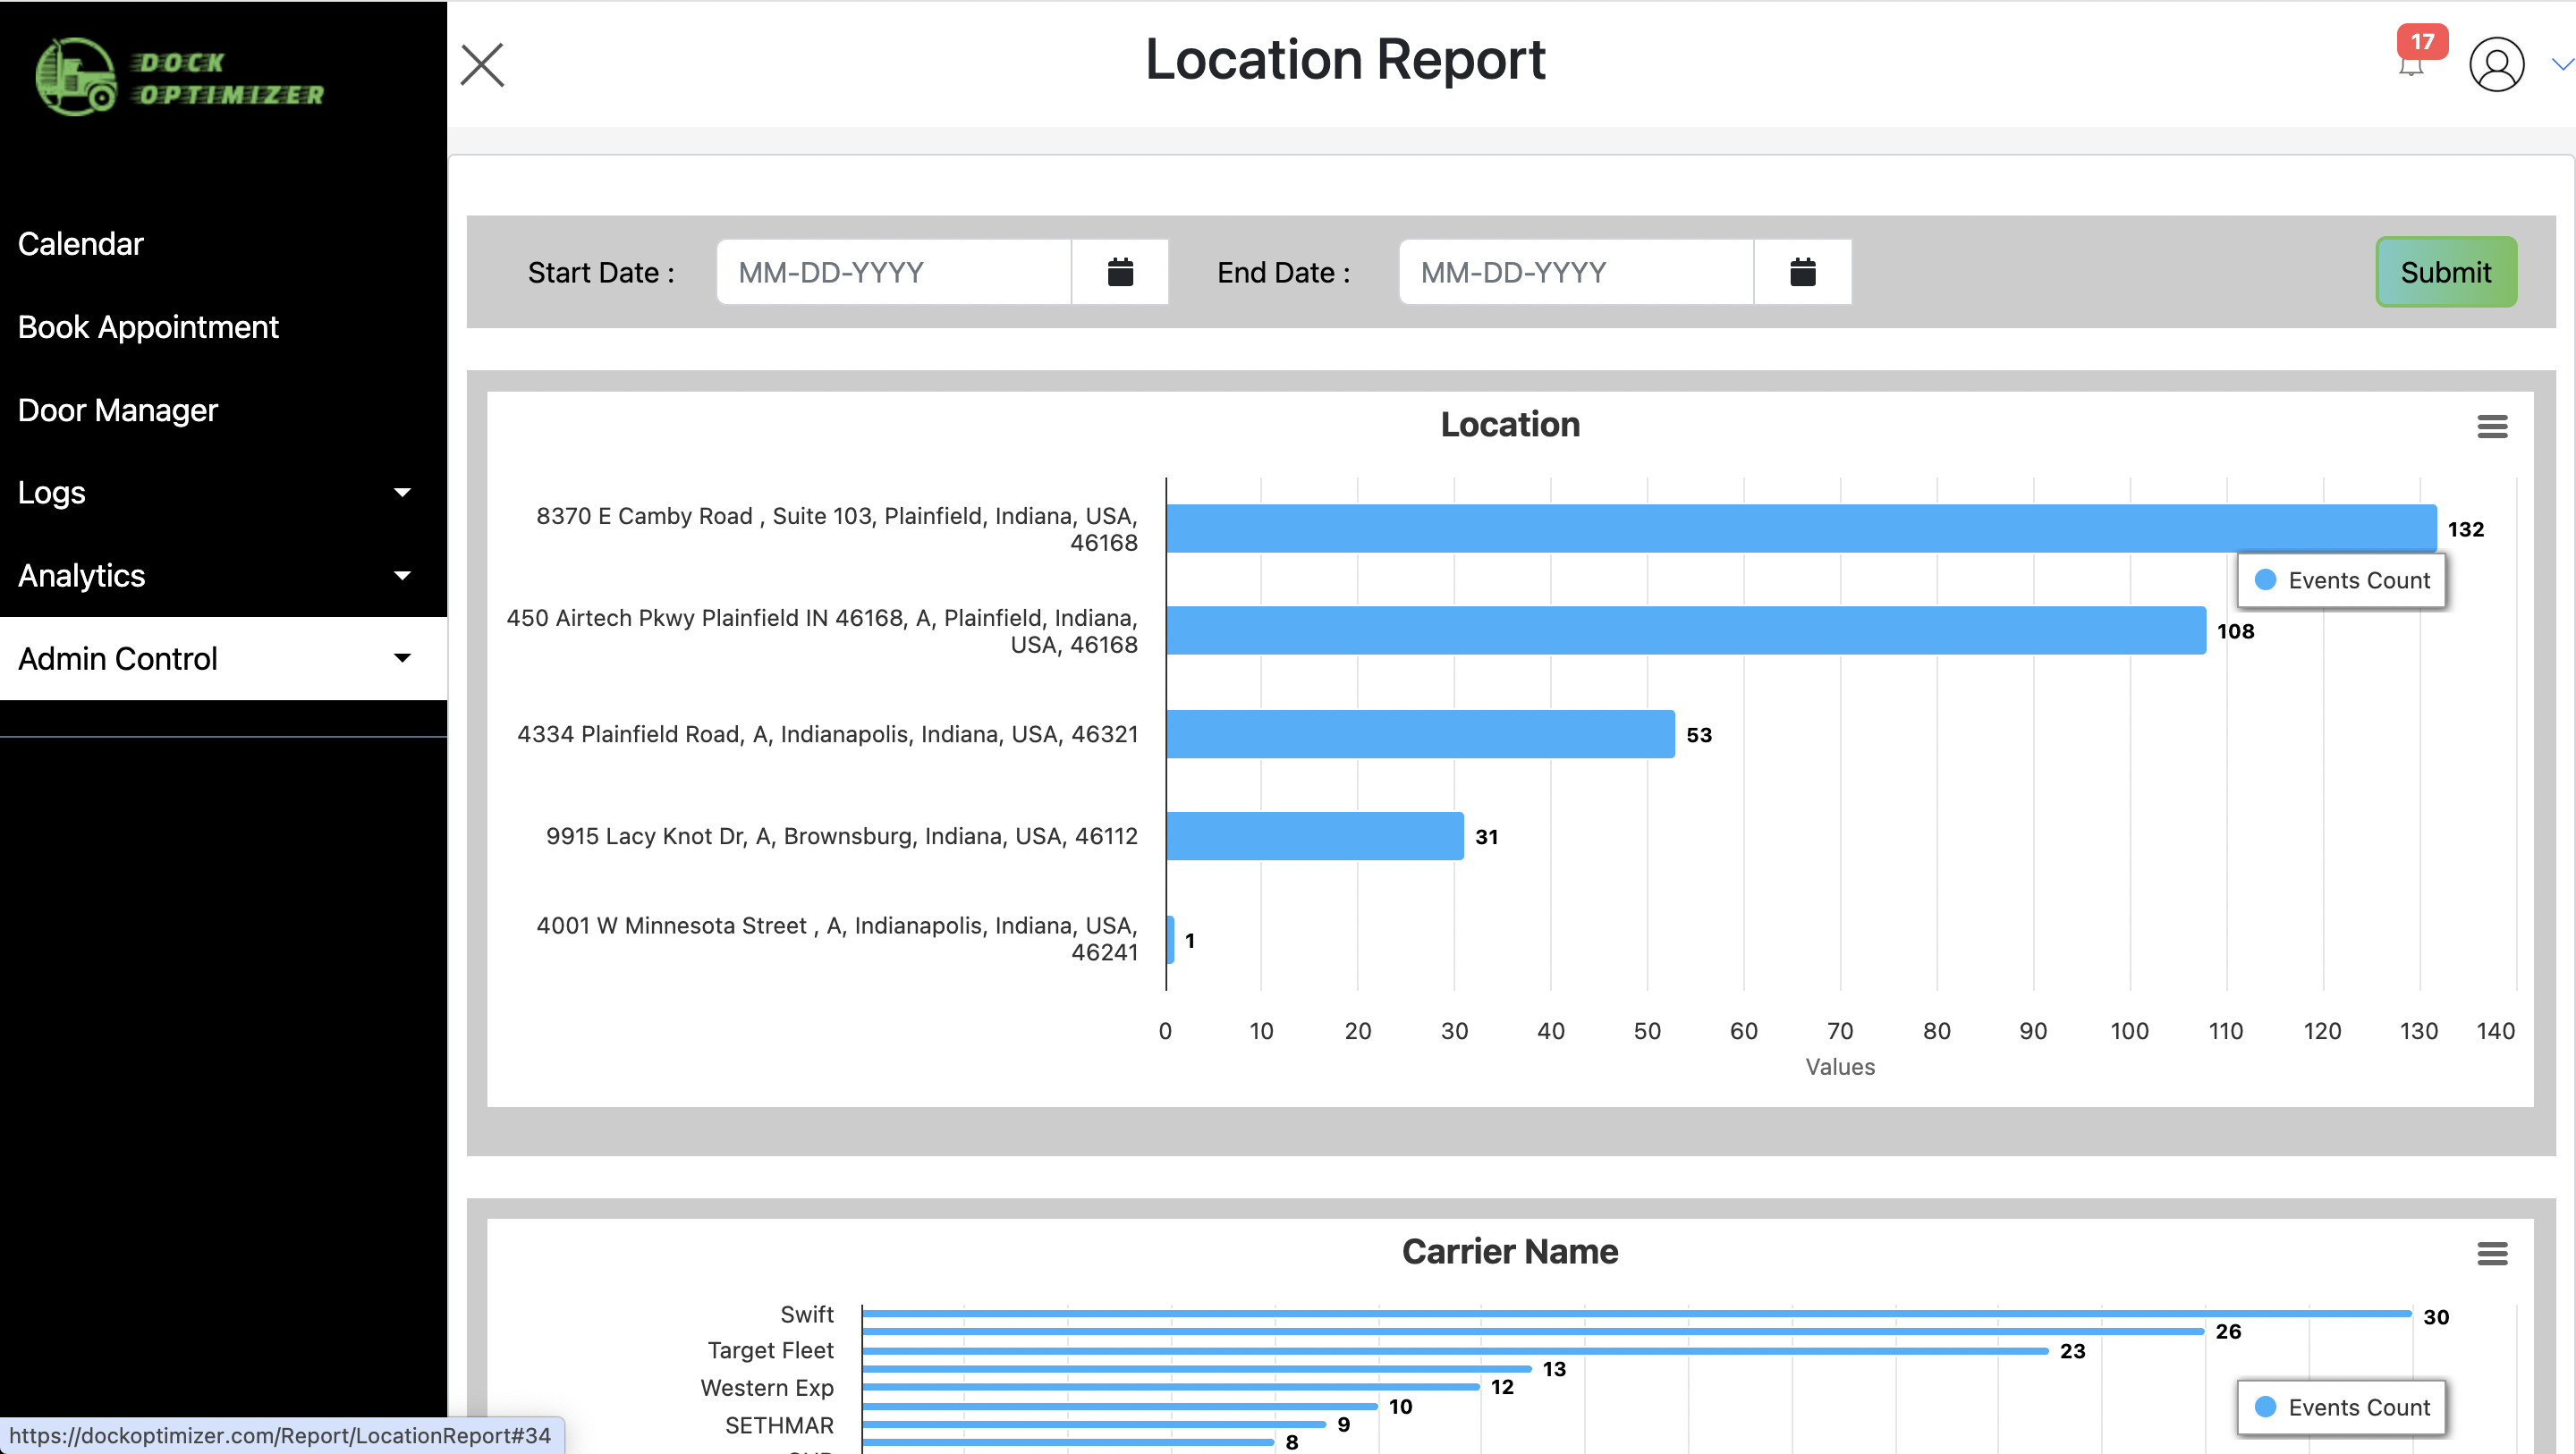 DOCK
OPTIMIZER
Location Report
17
Calendar
Book Appointment
Door Manager
Logs
Analytics
Admin Control
Start Date :
MM-DD-YYYY
End Date :
MM-DD-YYYY
Submit
Location
8370 E Camby Road , Suite 103, Plainfield, Indiana, USA,
46168
132
Events Count
450 Airtech Pkwy Plainfield IN 46168, A, Plainfield, Indiana,
USA, 46168
108
4334 Plainfield Road, A, Indianapolis, Indiana, USA, 46321
53
9915 Lacy Knot Dr, A, Brownsburg, Indiana, USA, 46112
31
4001 W Minnesota Street , A, Indianapolis, Indiana, USA,
46241
1
0 10 20 30 40 50 60 70 80 90 100 110 120 130 140
Values
Carrier Name
Swift
30
26
Target Fleet
23
13
Western Exp
12
10
SETHMAR
9
8
Events Count
https://dockoptimizer.com/Report/LocationReport#34